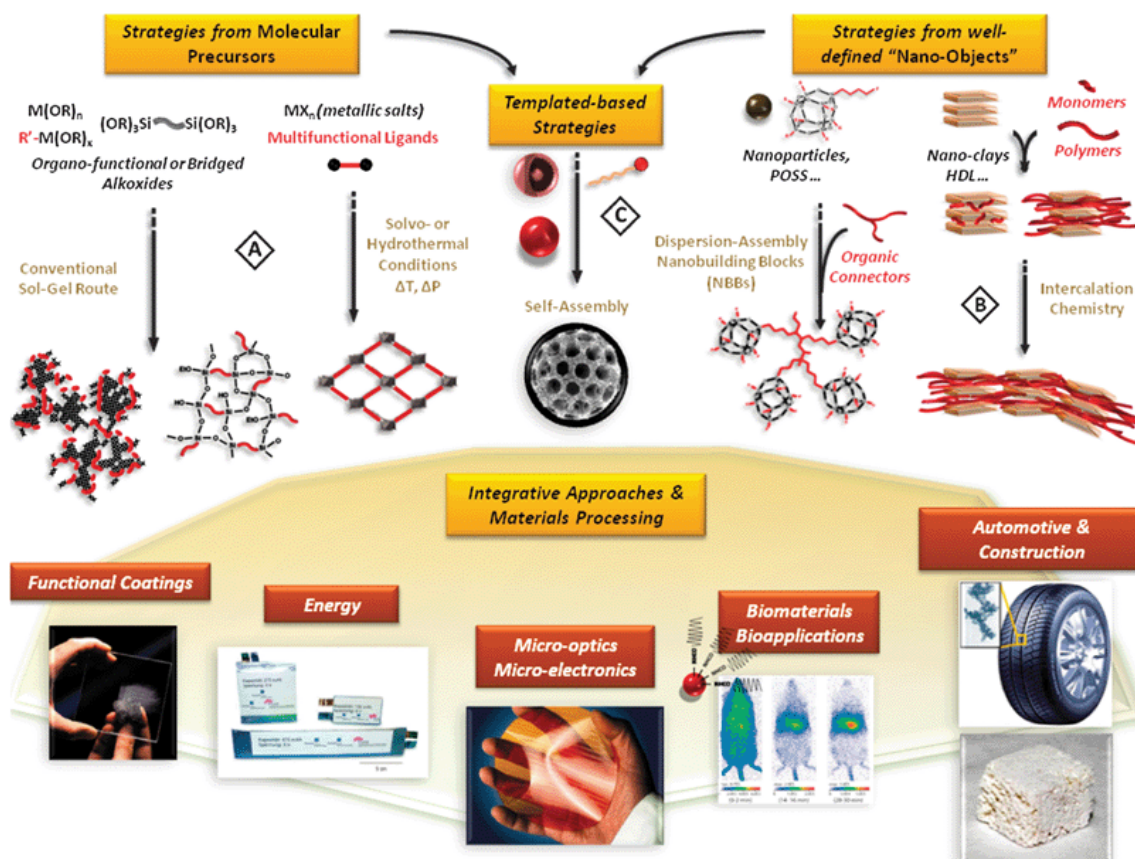 Strategies from Molecular
Precursors
Strategies from well-
defined "Nano-Objects"
Templated-based
Strategies
M(OR)n
R'-M(OR)x
(OR)3Si
Si(OR)3
Organo-functional or Bridged
Alkoxides
MXn (metallic salts)
Multifunctional Ligands
Nanoparticles,
POSS ...
Nano-clays
HDL...
Monomers
Polymers
A
C
B
Conventional
Sol-Gel Route
Solvo- or
Hydrothermal
Conditions
ΔT, ΔP
Self-Assembly
Dispersion-Assembly
Nanobuilding Blocks
(NBBs)
Organic
Connectors
Intercalation
Chemistry
Integrative Approaches &
Materials Processing
Functional Coatings
Energy
Micro-optics
Micro-electronics
Biomaterials
Bioapplications
Automotive &
Construction